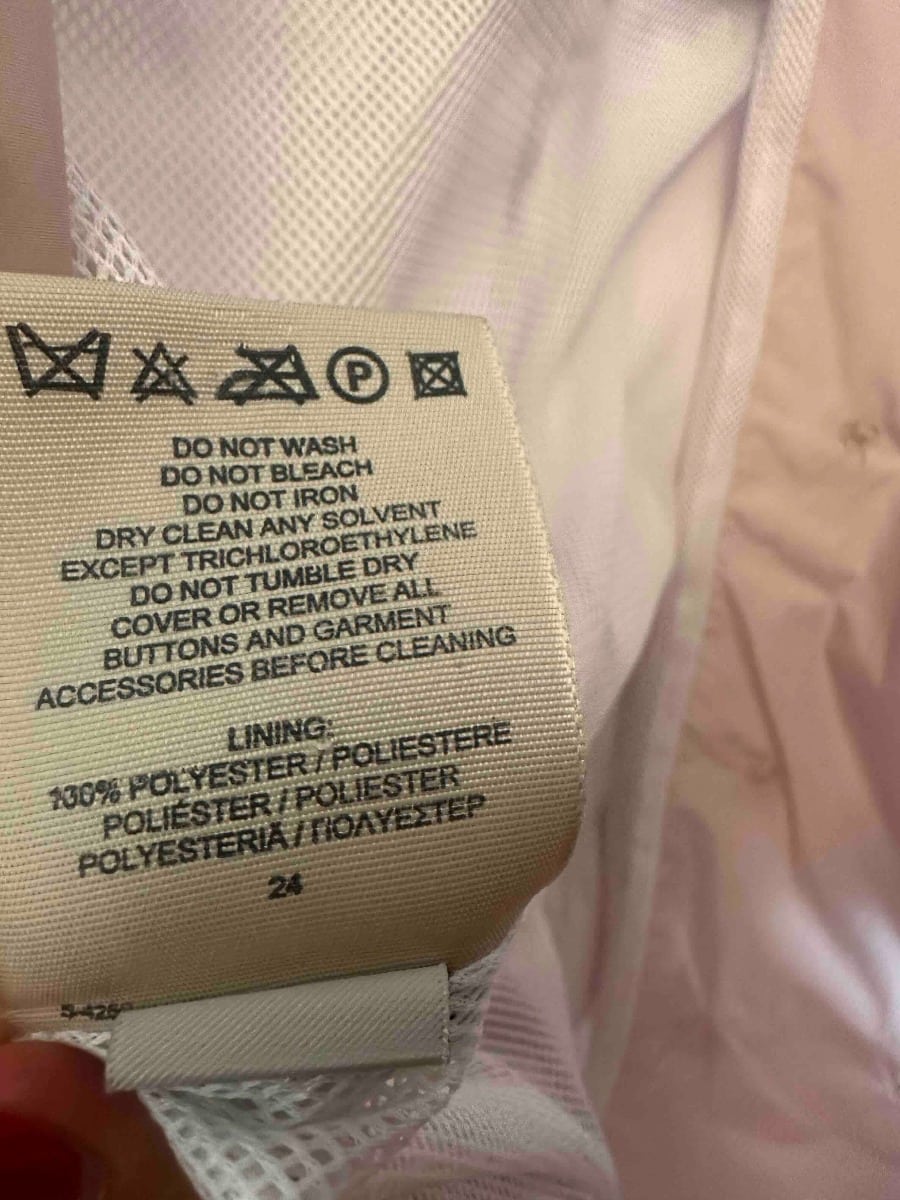 P
DO NOT WASH
DO NOT BLEACH
DO NOT IRON
DRY CLEAN ANY SOLVENT
EXCEPT TRICHLOROETHYLENE
DO NOT TUMBLE DRY
COVER OR REMOVE ALL
BUTTONS AND GARMENT
ACCESSORIES BEFORE CLEANING
LINING:
100% POLYESTER / POLIESTERE
POLIÉSTER / POLIESTER
POLYESTERIÄ / ΠΟΛΥΕΣΤΕΡ
24